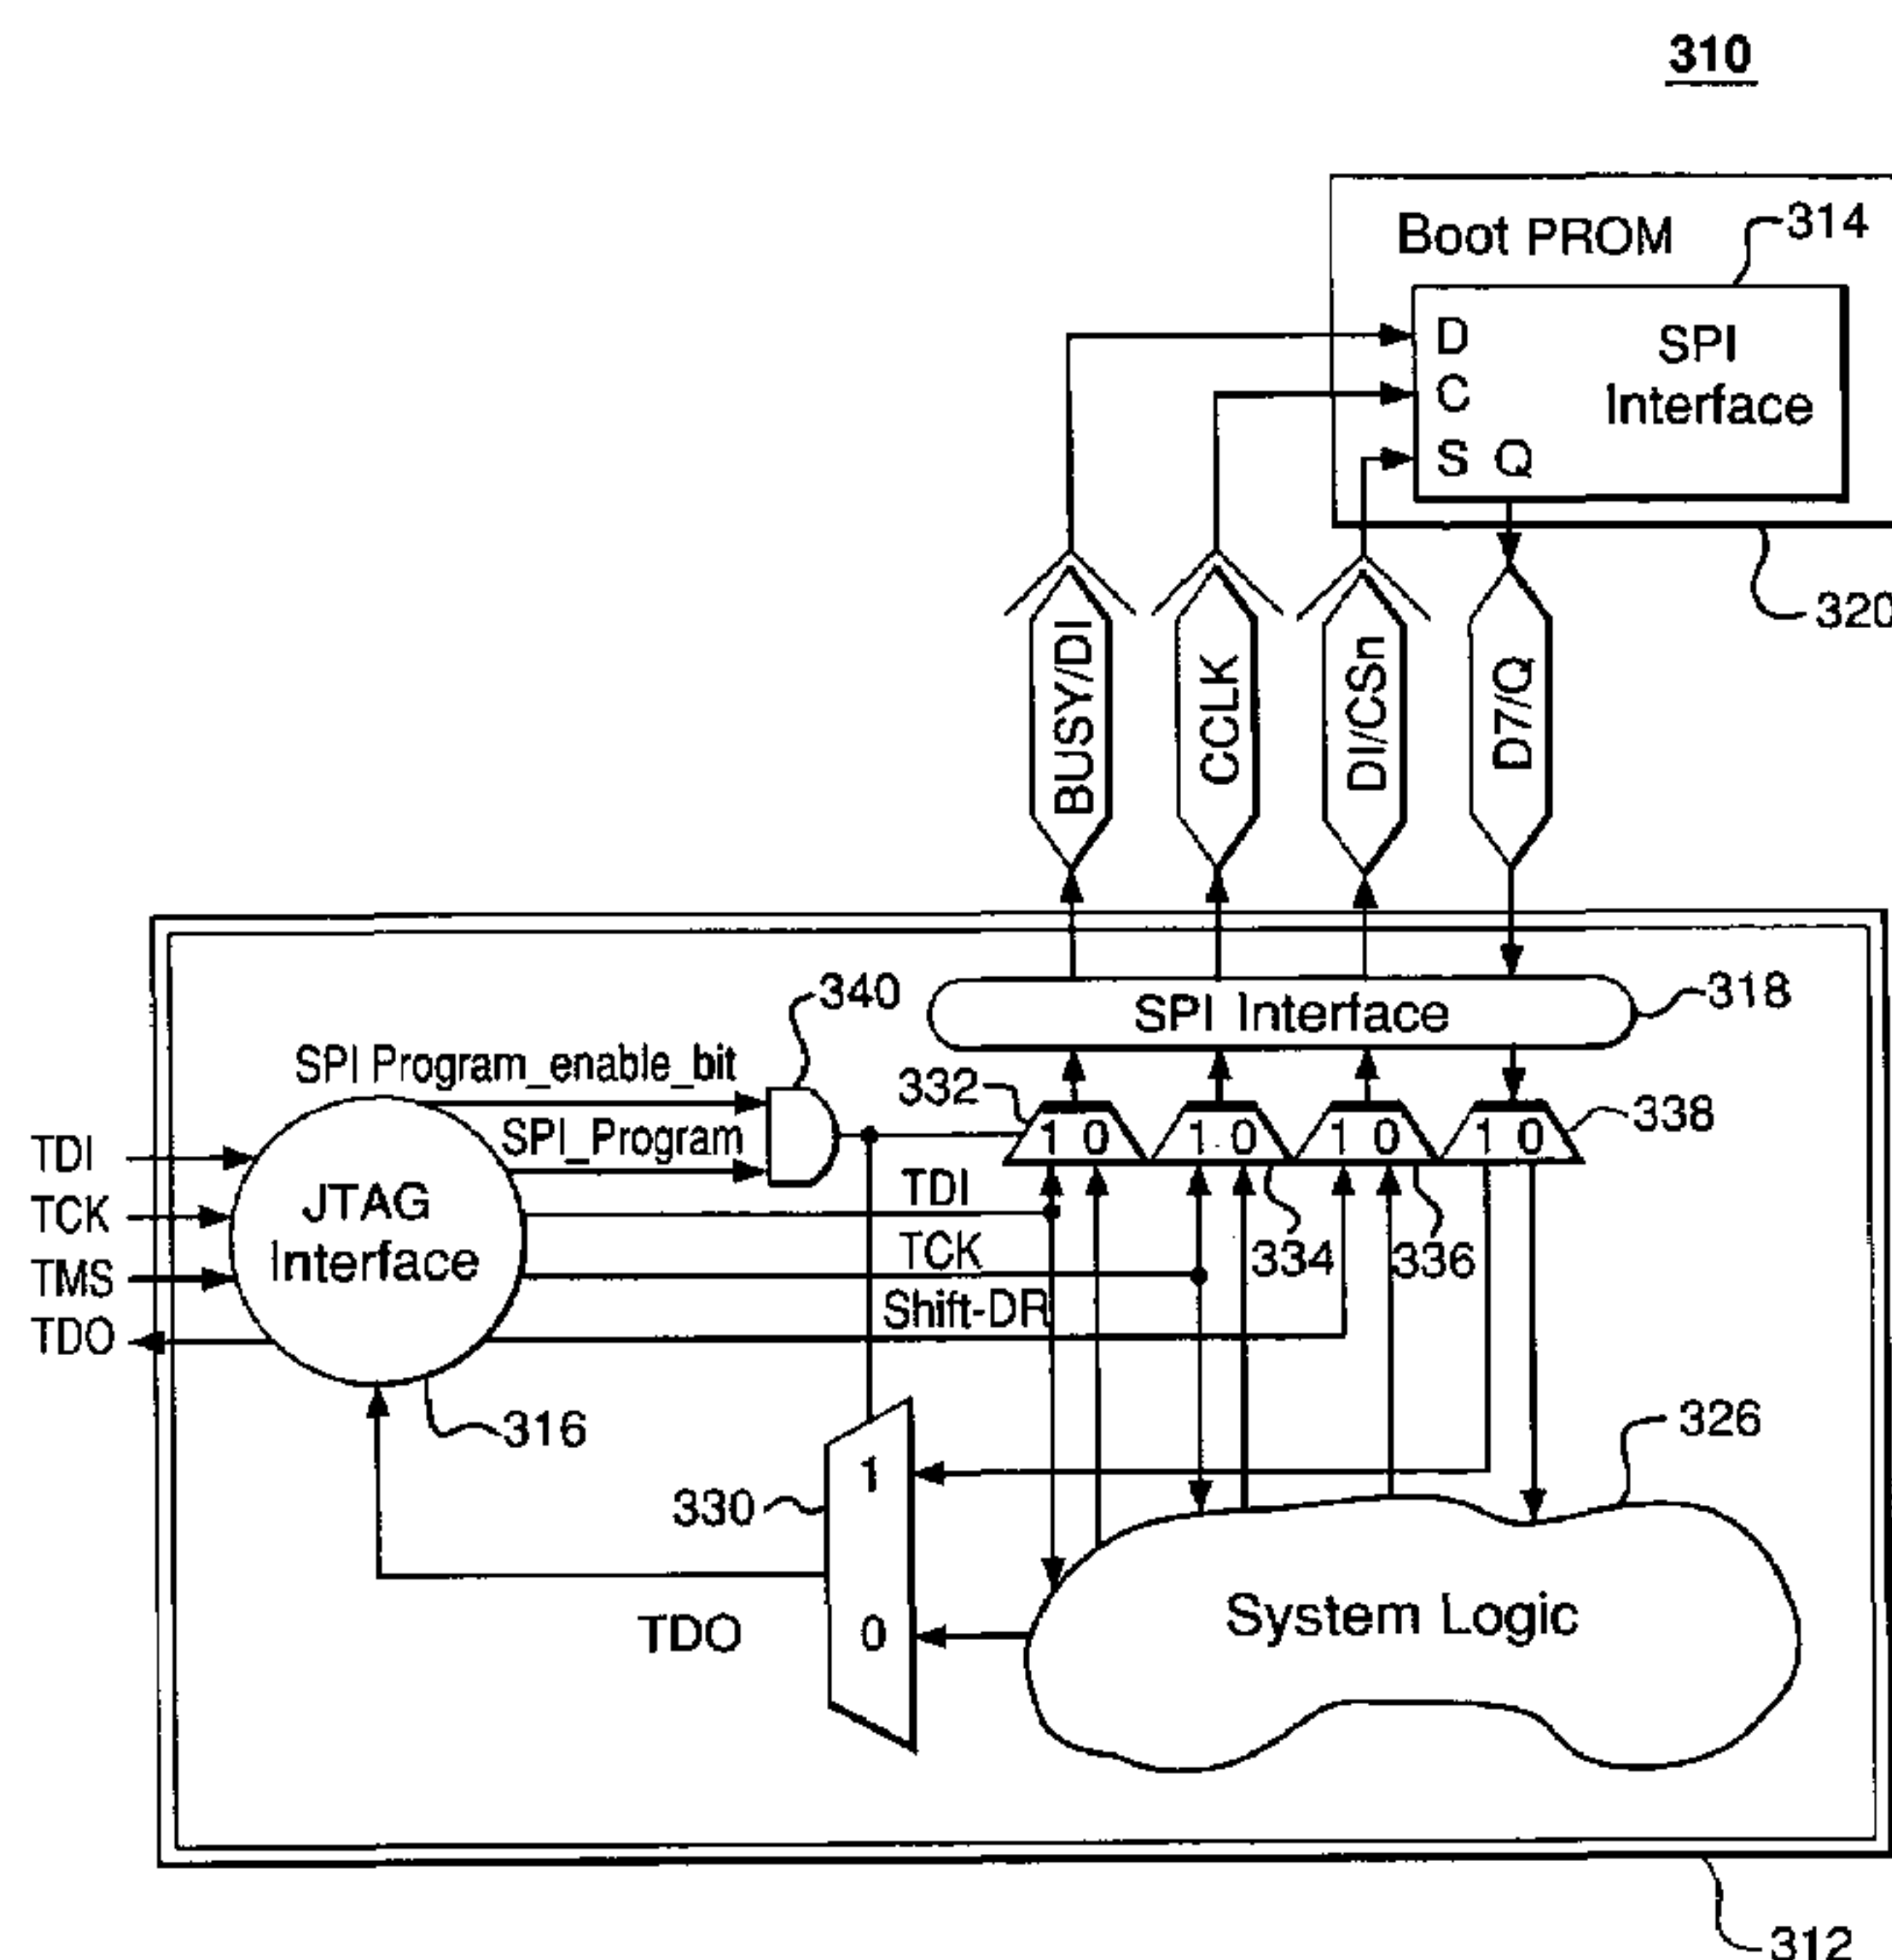 310
Boot PROM
314
D
SPI
Interface
C
S Q
320
BUSY/DI
CCLK
DI/CSn
D7/Q
340
SPI Interface
318
SPI Program_enable_bit
332
1 0
1 0
1 0
1 0
338
SPI_Program
TDI
TCK
TMS
TDO
JTAG
Interface
TDI
TCK
334
336
Shift-DR
316
326
1
330
System Logic
TDO
0
312